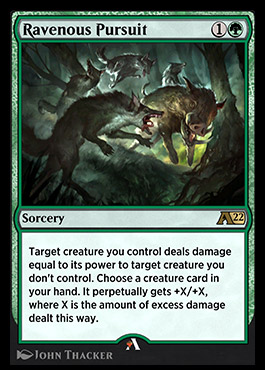 Ravenous Pursuit 1
Sorcery A22
Target creature you control deals damage
equal to its power to target creature you
don't control. Choose a creature card in
your hand. It perpetually gets +X/+X,
where X is the amount of excess damage
dealt this way.
John Thacker